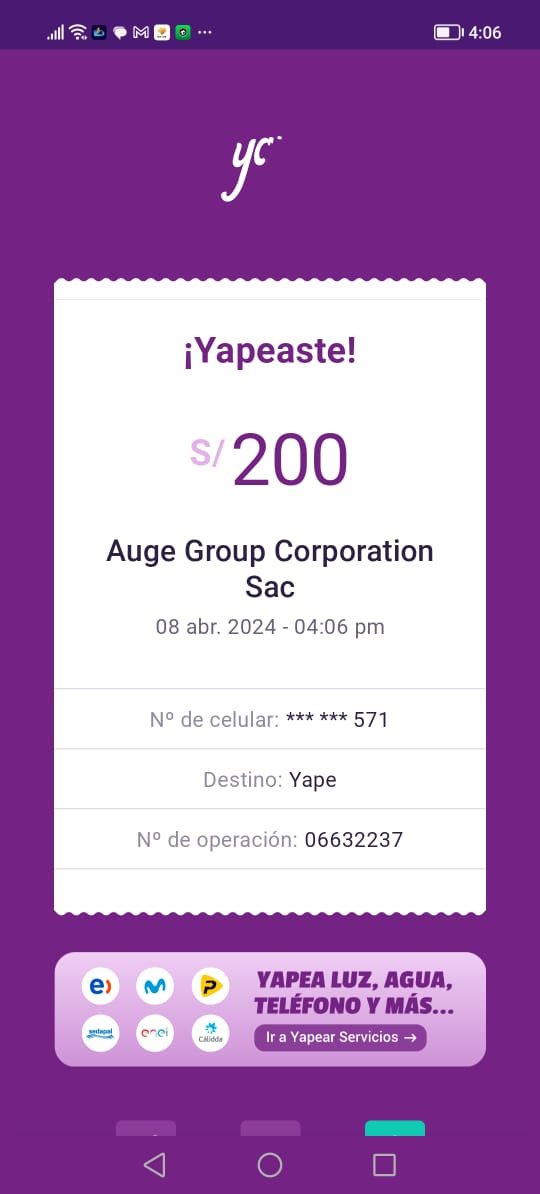 4:06
¡Yapeaste!
S/ 200
Auge Group Corporation
Sac
08 abr. 2024 - 04:06 pm
Nº de celular: *** *** 571
Destino: Yape
Nº de operación: 06632237
e)
P
sedapal
enel
Cálidda
YAPEA LUZ, AGUA,
TELÉFONO Y MÁS...
Ir a Yapear Servicios →